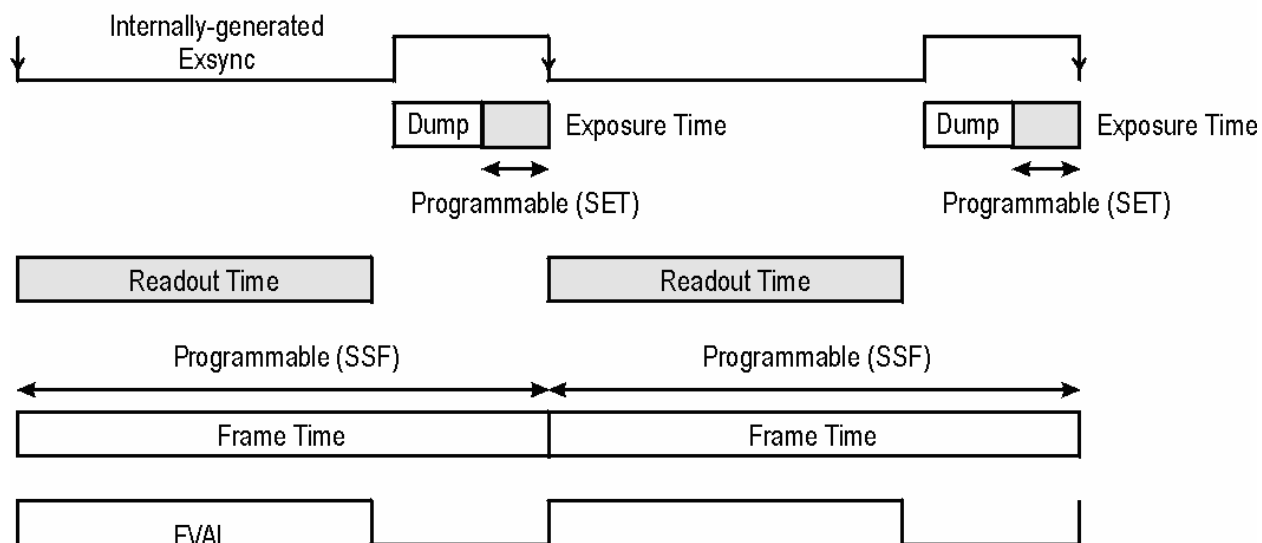 Internally-generated
Exsync
Dump
Exposure Time
Dump
Exposure Time
Programmable (SET)
Programmable (SET)
Readout Time
Readout Time
Programmable (SSF)
Programmable (SSF)
Frame Time
Frame Time
FVAL